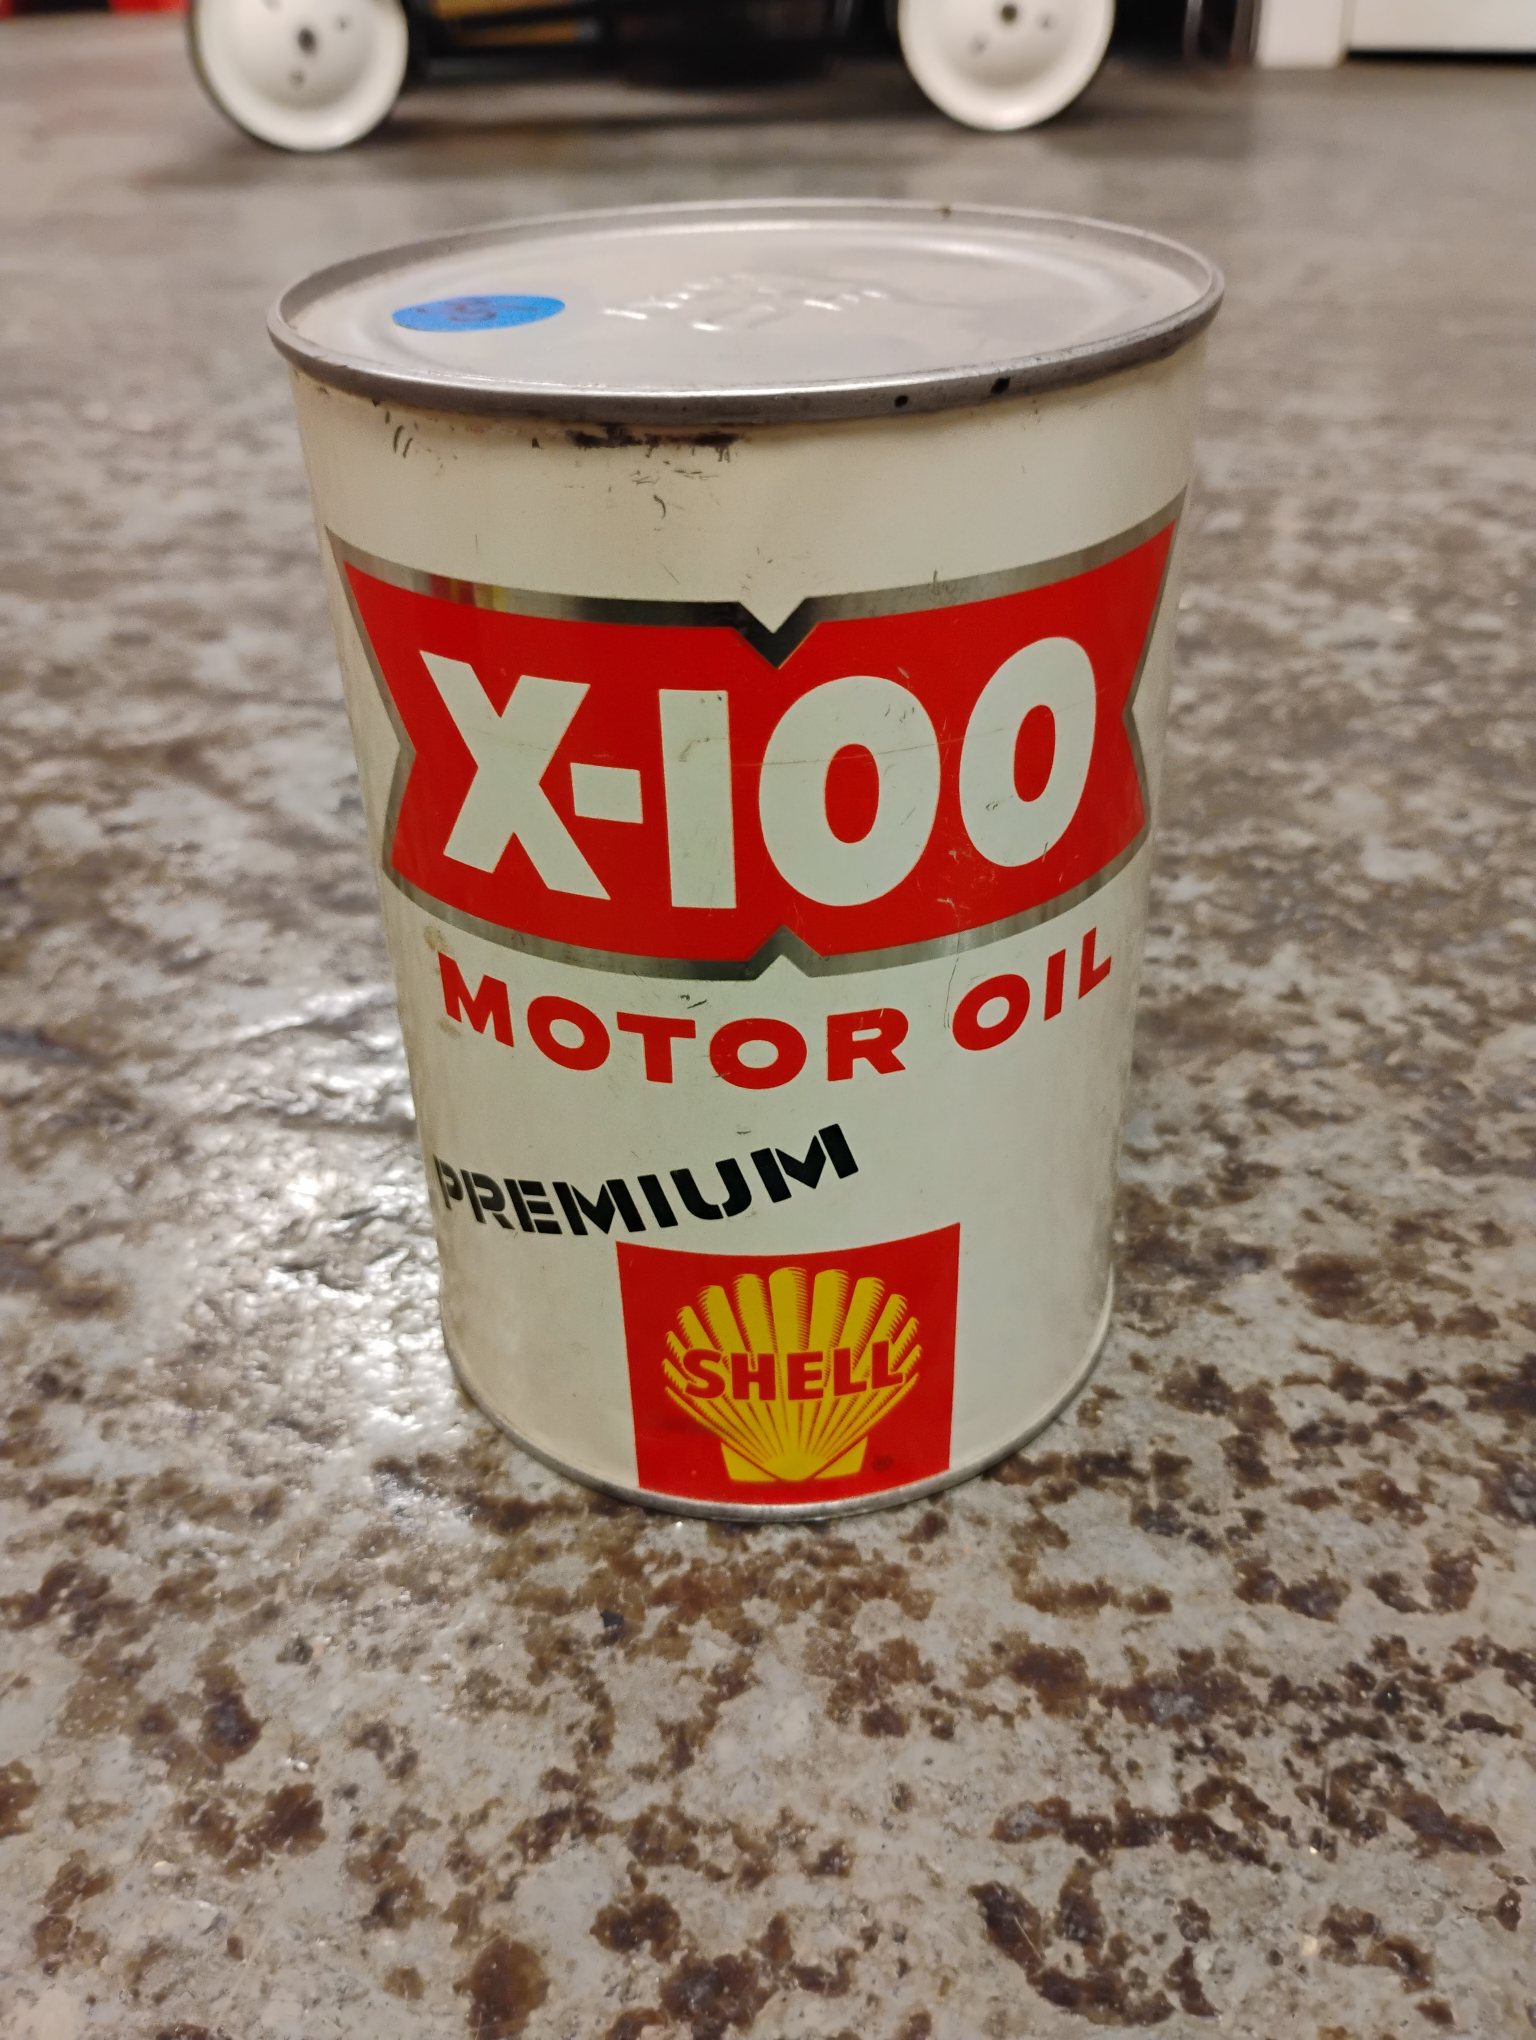 X-100
MOTOR OIL
PREMIUM
SHELL